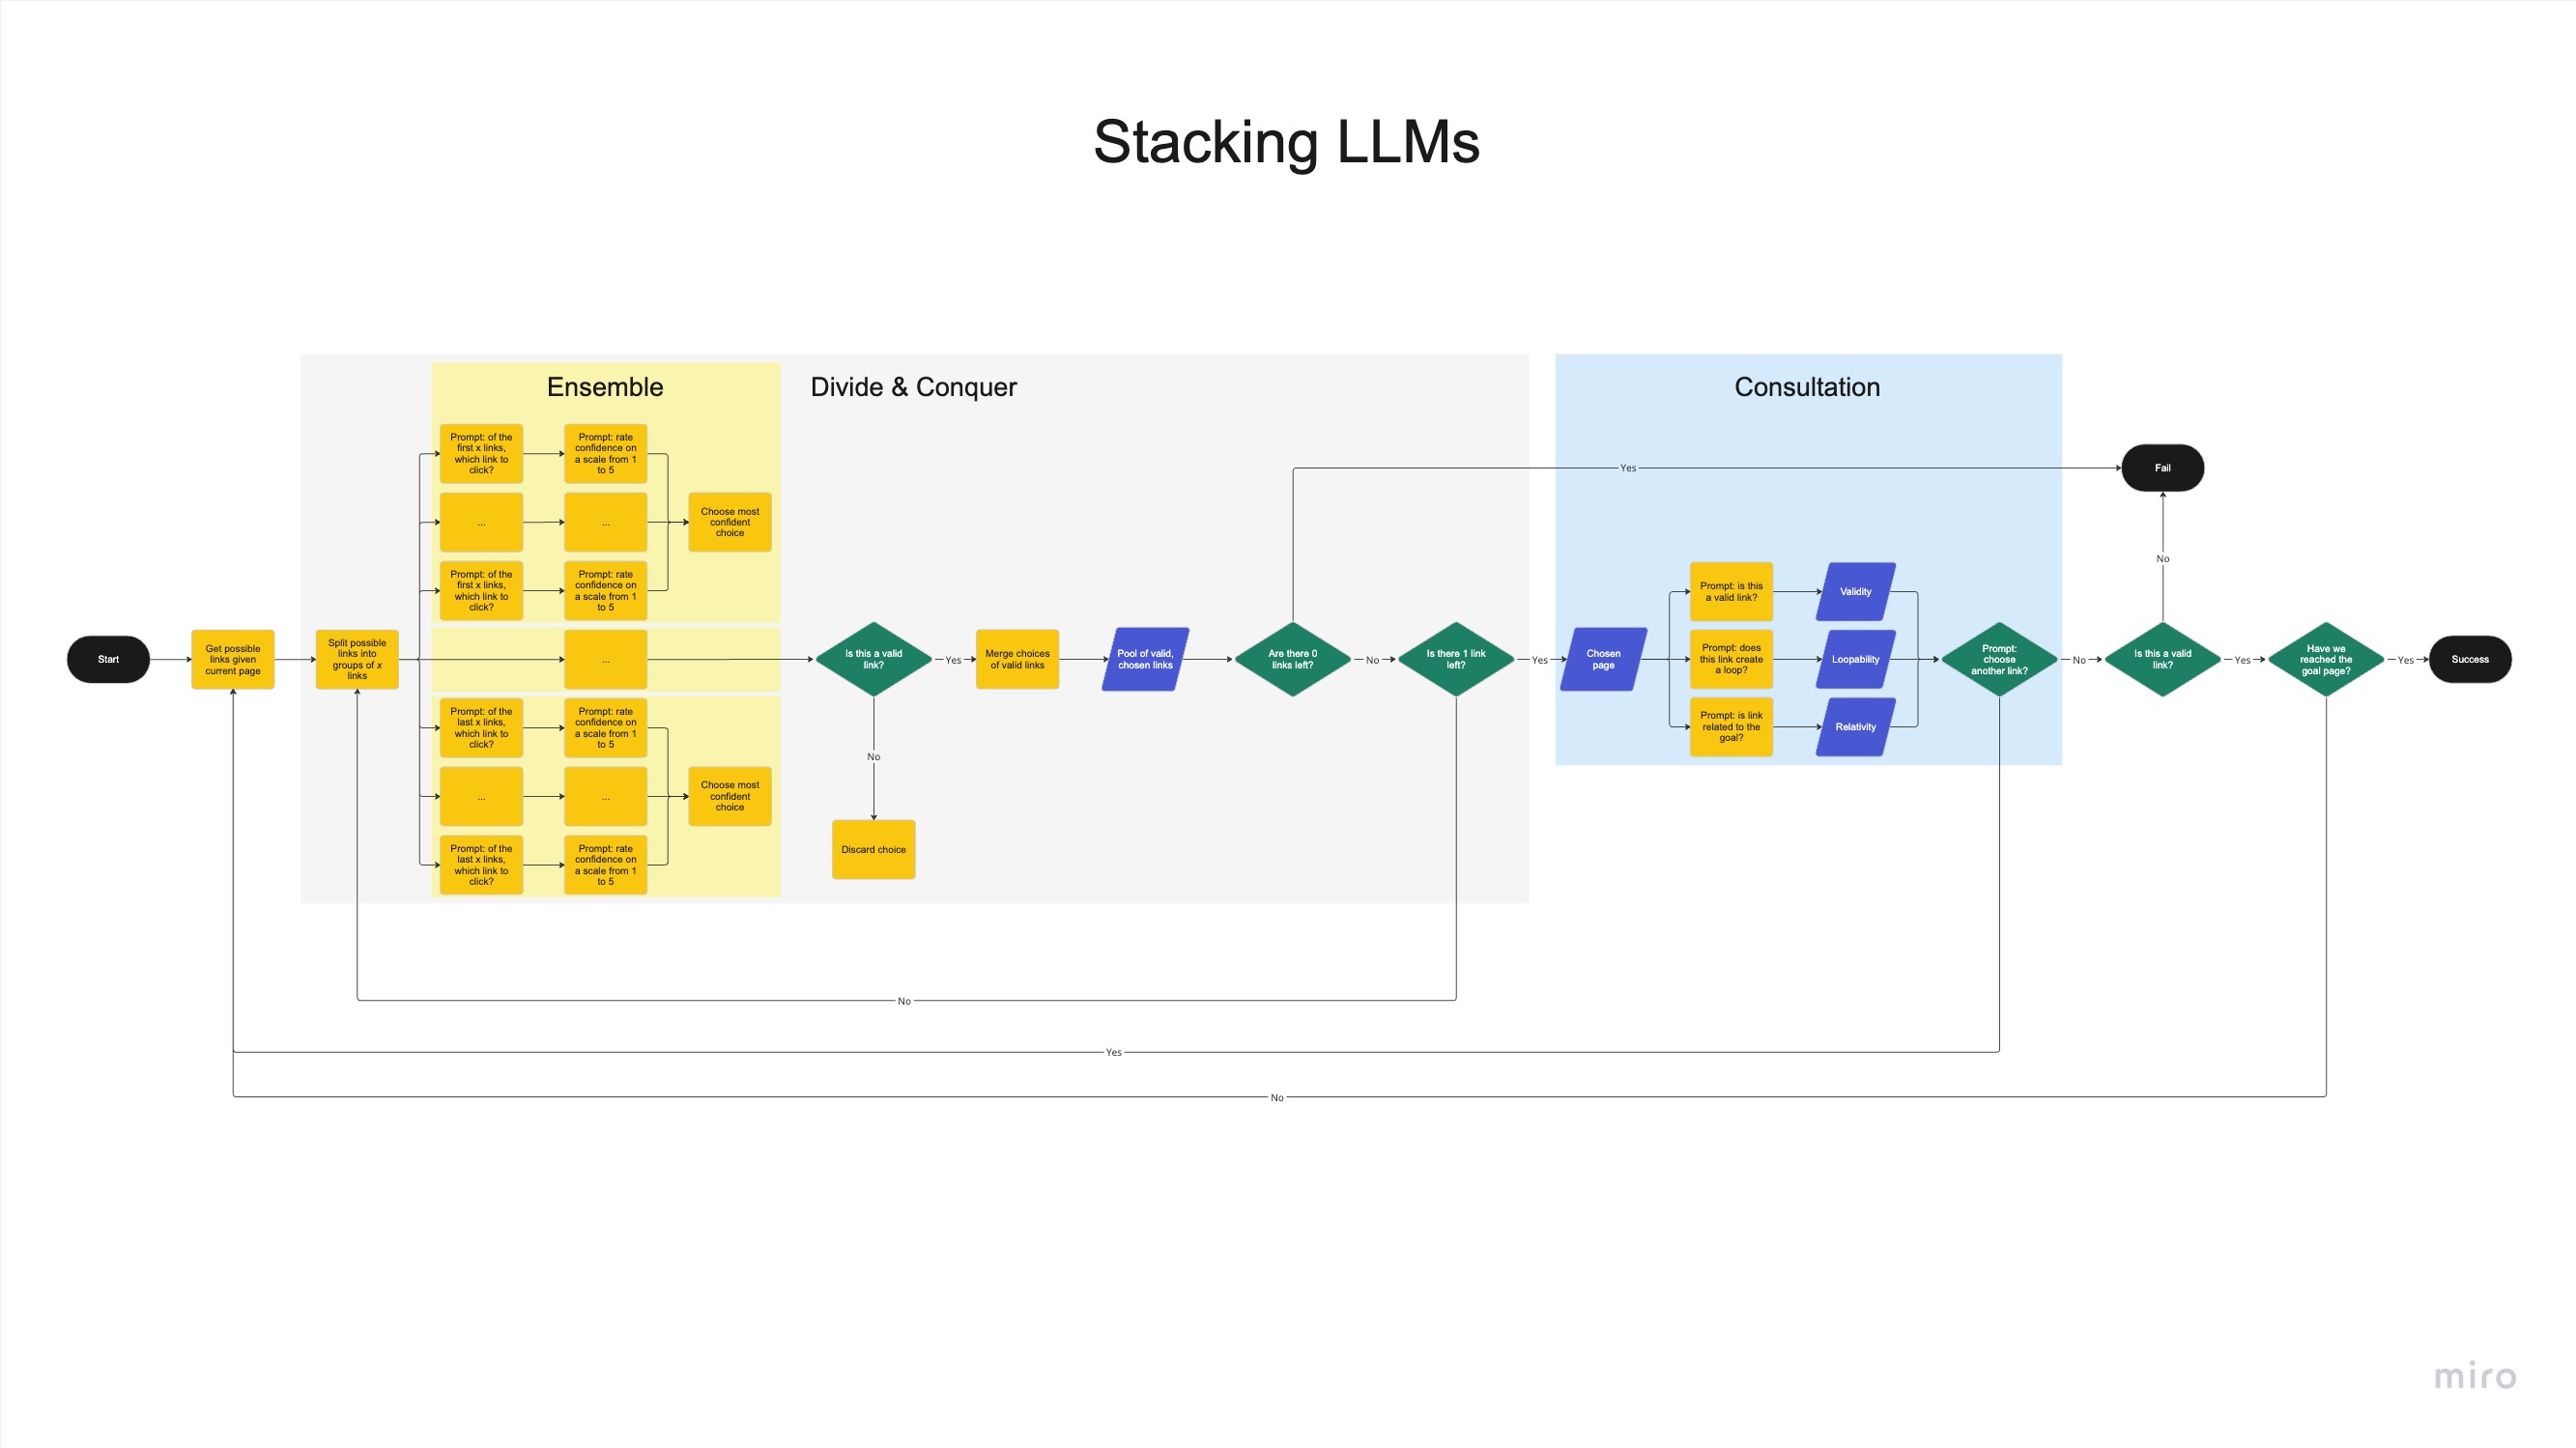 Stacking LLMs
Ensemble
Divide & Conquer
Consultation
Start
Get possible
links given
current page
Split possible
links into
groups of x
links
Prompt: of the
first x links,
which link to
click?
Prompt: rate
confidence on
a scale from 1
to 5
...
...
Choose most
confident
choice
Prompt: of the
first x links,
which link to
click?
Prompt: rate
confidence on
a scale from 1
to 5
...
Prompt: of the
last x links,
which link to
click?
Prompt: rate
confidence on
a scale from 1
to 5
...
...
Choose most
confident
choice
Prompt: of the
last x links,
which link to
click?
Prompt: rate
confidence on
a scale from 1
to 5
Is this a valid
link?
Yes
No
Discard choice
Merge choices
of valid links
Pool of valid,
chosen links
Are there 0
links left?
Yes
No
Is there 1 link
left?
Yes
No
Chosen
page
Prompt: is this
a valid link?
Validity
Prompt: does
this link create
a loop?
Loopability
Prompt: is link
related to the
goal?
Relativity
Prompt:
choose
another link?
No
Yes
Is this a valid
link?
No
Fail
Yes
Have we
reached the
goal page?
Yes
No
Success
miro